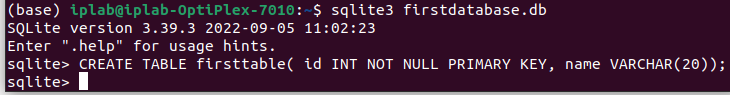 (base) iplab@iplab-OptiPlex-7010:~$ sqlite3 firstdatabase.db
SQLite version 3.39.3 2022-09-05 11:02:23
Enter ".help" for usage hints.
sqlite> CREATE TABLE firsttable( id INT NOT NULL PRIMARY KEY, name VARCHAR(20));
sqlite>